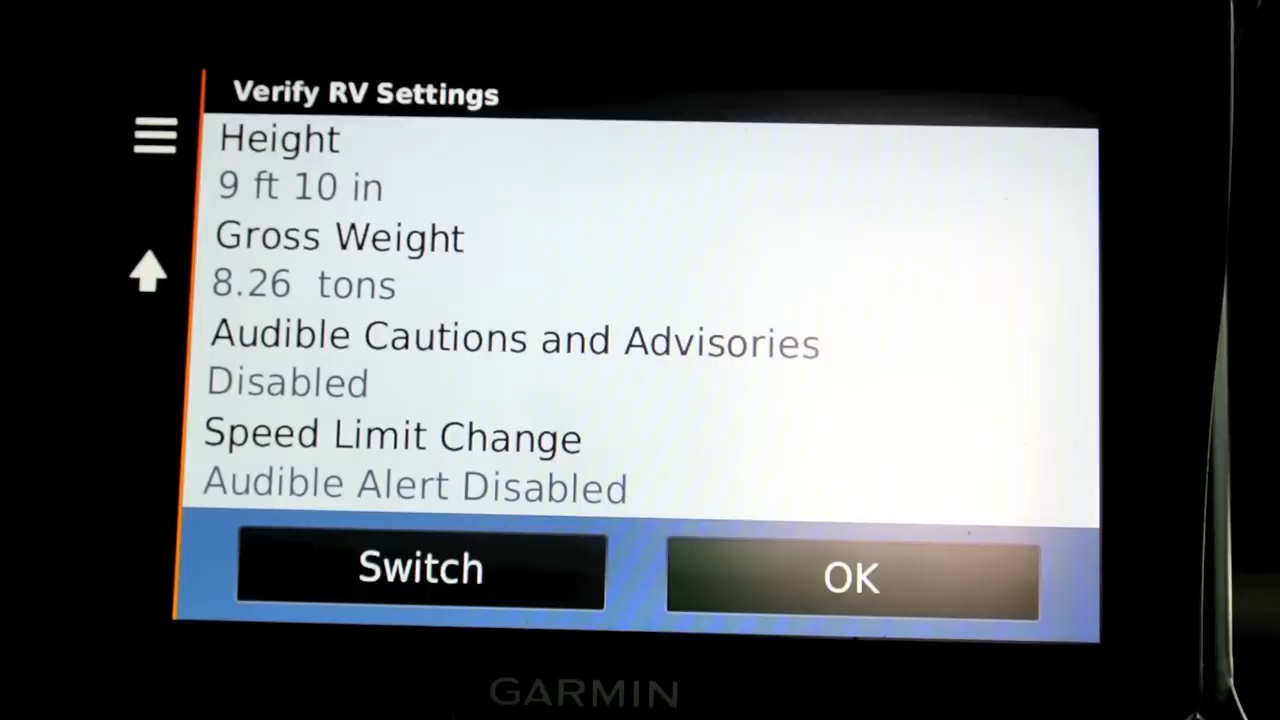 Verify RV Settings
Height
9 ft 10 in
Gross Weight
8.26 tons
Audible Cautions and Advisories
Disabled
Speed Limit Change
Audible Alert Disabled
Switch
OK
GARMIN